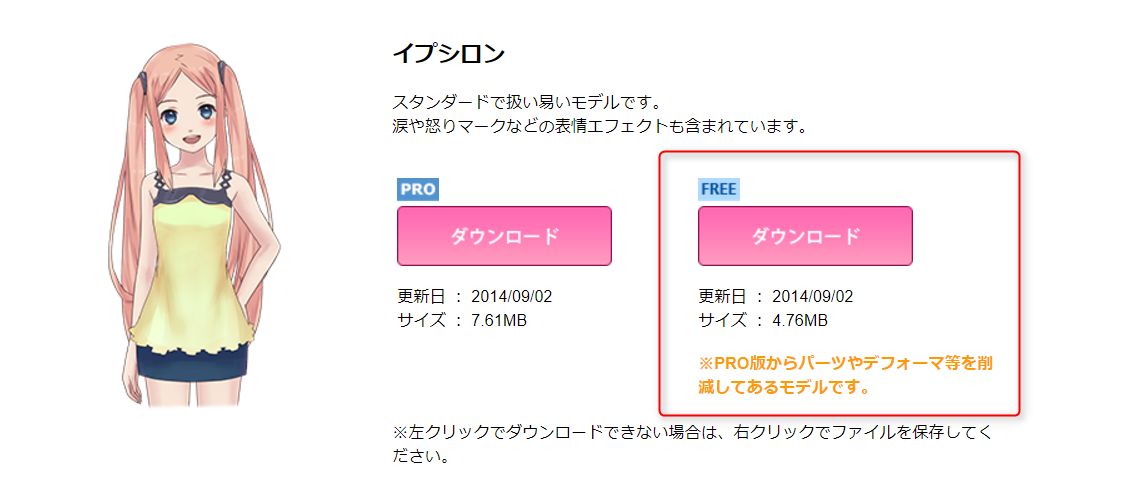 イプシロン
スタンダードで扱い易いモデルです。
涙や怒りマークなどの表情エフェクトも含まれています。
PRO
ダウンロード
更新日 ： 2014/09/02
サイズ ： 7.61MB
FREE
ダウンロード
更新日 ： 2014/09/02
サイズ ： 4.76MB
※PRO版からパーツやデフォーマ等を削
減してあるモデルです。
※左クリックでダウンロードできない場合は、右クリックでファイルを保存してく
ださい。